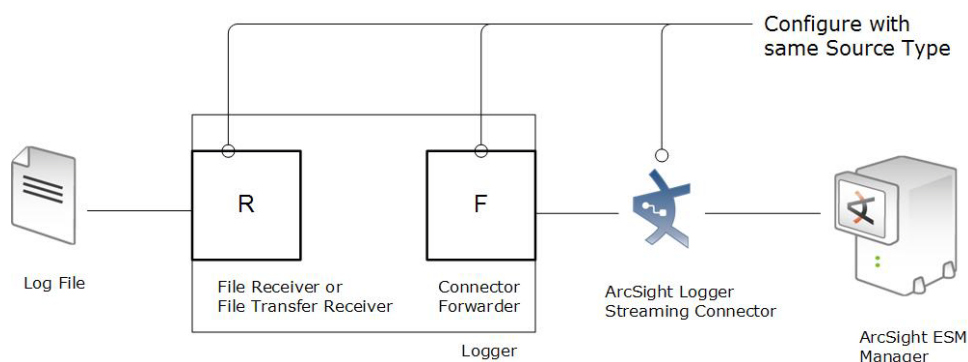 Configure with
same Source Type
R
F
Log File
File Receiver or
File Transfer Receiver
Connector
Forwarder
ArcSight Logger
Streaming Connector
Logger
ArcSight ESM
Manager